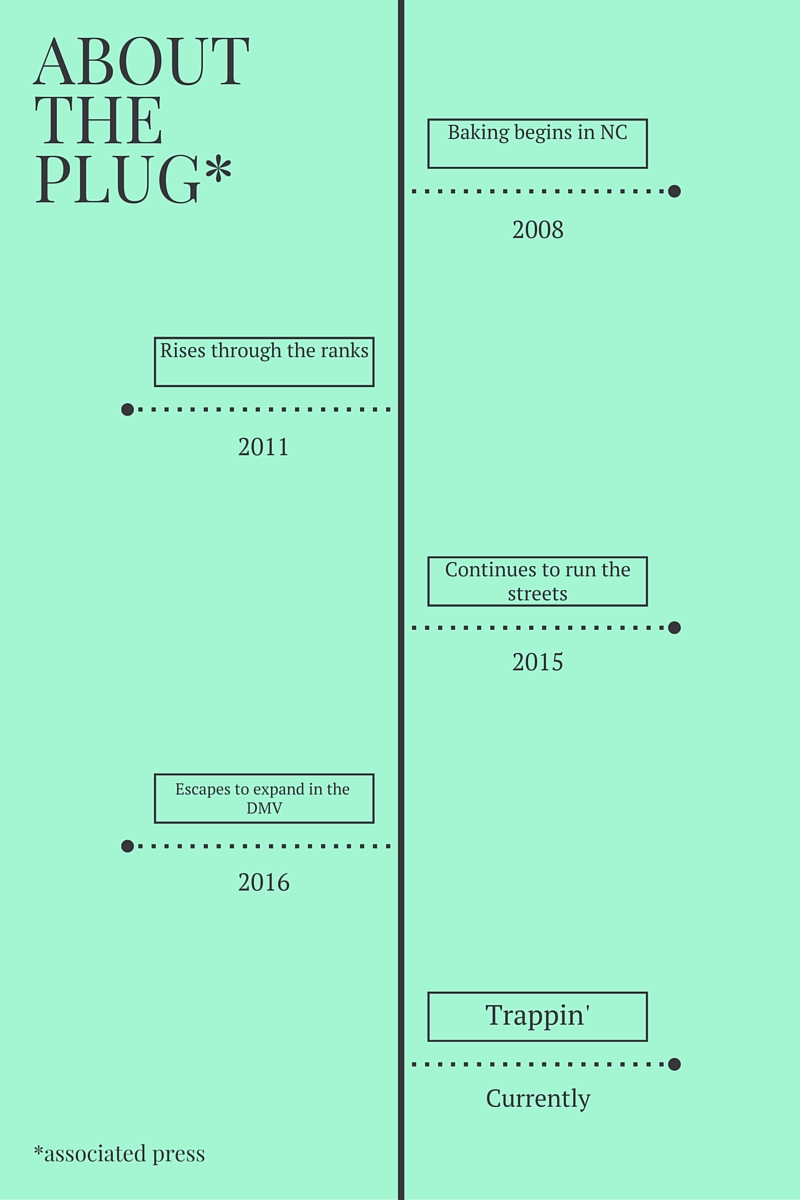 ABOUT
THE
PLUG*
Baking begins in NC
2008
Rises through the ranks
2011
Continues to run the
streets
2015
Escapes to expand in the
DMV
2016
Trappin'
Currently
*associated press